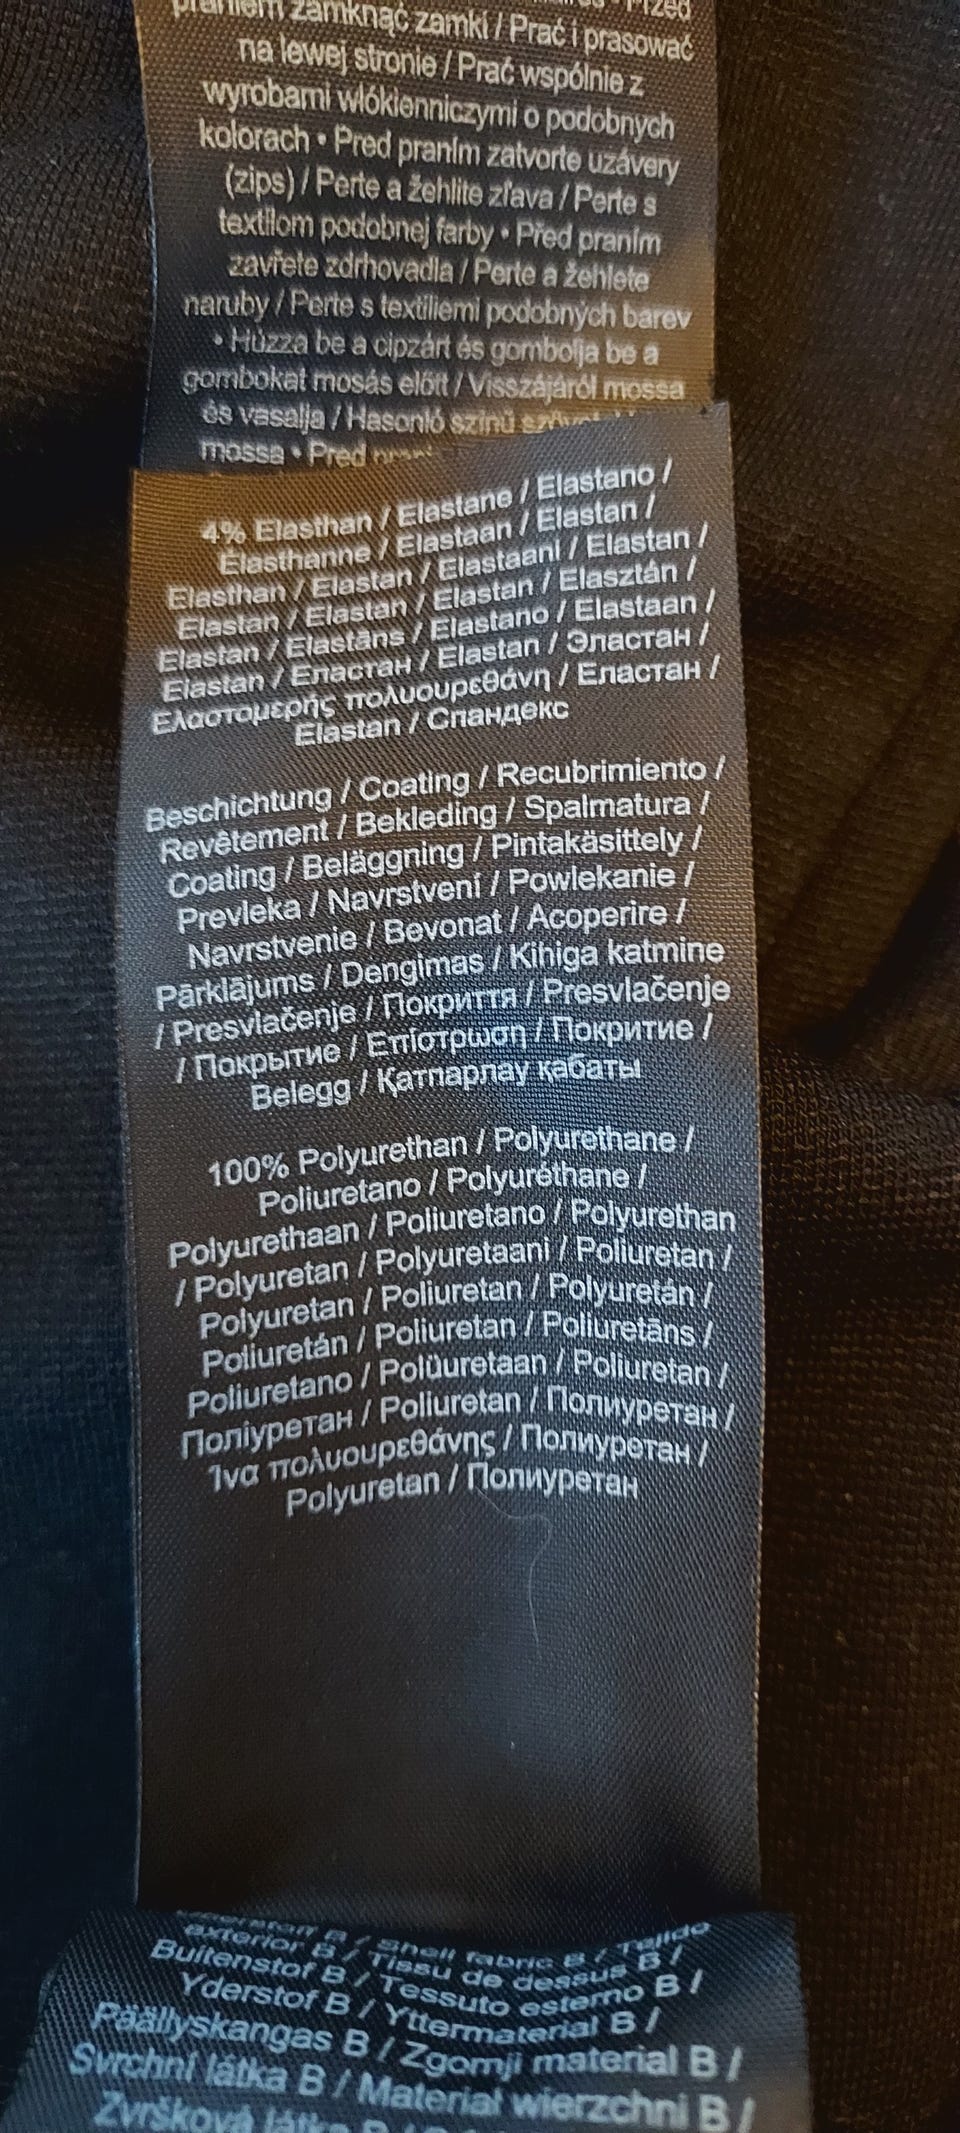 praniem zamknąć zamki / Prać i prasować
na lewej stronie / Prać wspólnie z
wyrobami włókienniczymi o podobnych
kolorach • Pred praním zatvorte uzávery
(zips) / Perte a žehlite zľava / Perte s
textilom podobnej farby • Před praním
zavřete zdrhovadla / Perte a žehlete
naruby / Perte s textiliemi podobných barev
• Húzza be a cipzárt és gombolja be a
gombokat mosás előtt / Visszájáról mossa
és vasalja / Hasonló színű
mossa • Pred
4% Elasthan / Elastane / Elastano /
Élasthanne / Elastaan / Elastan /
Elasthan / Elastan / Elastaani / Elastan /
Elastan / Elastan / Elastan / Elasztán /
Elastan / Elastāns / Elastano / Elastaan /
Elastan / Еластан / Elastan / Эластан /
Ελαστομερής πολυουρεθάνη / Еластан /
Elastan / Спандекс
Beschichtung / Coating / Recubrimiento /
Revêtement / Bekleding / Spalmatura /
Coating / Beläggning / Pintakäsittely /
Prevleka / Navrstvení / Powlekanie /
Navrstvenie / Bevonat / Acoperire /
Pārklājums / Dengimas / Kihiga katmine
/ Presvlačenje / Покриття / Presvlačenje
/ Покрытие / Επίστρωση / Покритие /
Belegg / Қатпарлау қабаты
100% Polyurethan / Polyurethane /
Poliuretano / Polyuréthane /
Polyurethaan / Poliuretano / Polyurethan
/ Polyuretan / Polyuretaani / Poliuretan /
Polyuretan / Poliuretan / Polyuretán /
Poliuretán / Poliuretan / Poliuretāns /
Poliuretano / Polüuretaan / Poliuretan /
Поліуретан / Poliuretan / Полиуретан /
Ίνα πολυουρεθάνης / Полиуретан /
Polyuretan / Полиуретан
B / Shell fabric B / Tejido
exterior B / Tissu de dessus B /
Buitenstof B / Tessuto esterno B /
Yderstof B / Yttermaterial B /
Päällyskangas B / Zgornji material B /
Svrchní látka B / Materiał wierzchni B /
Zvršková látka B /